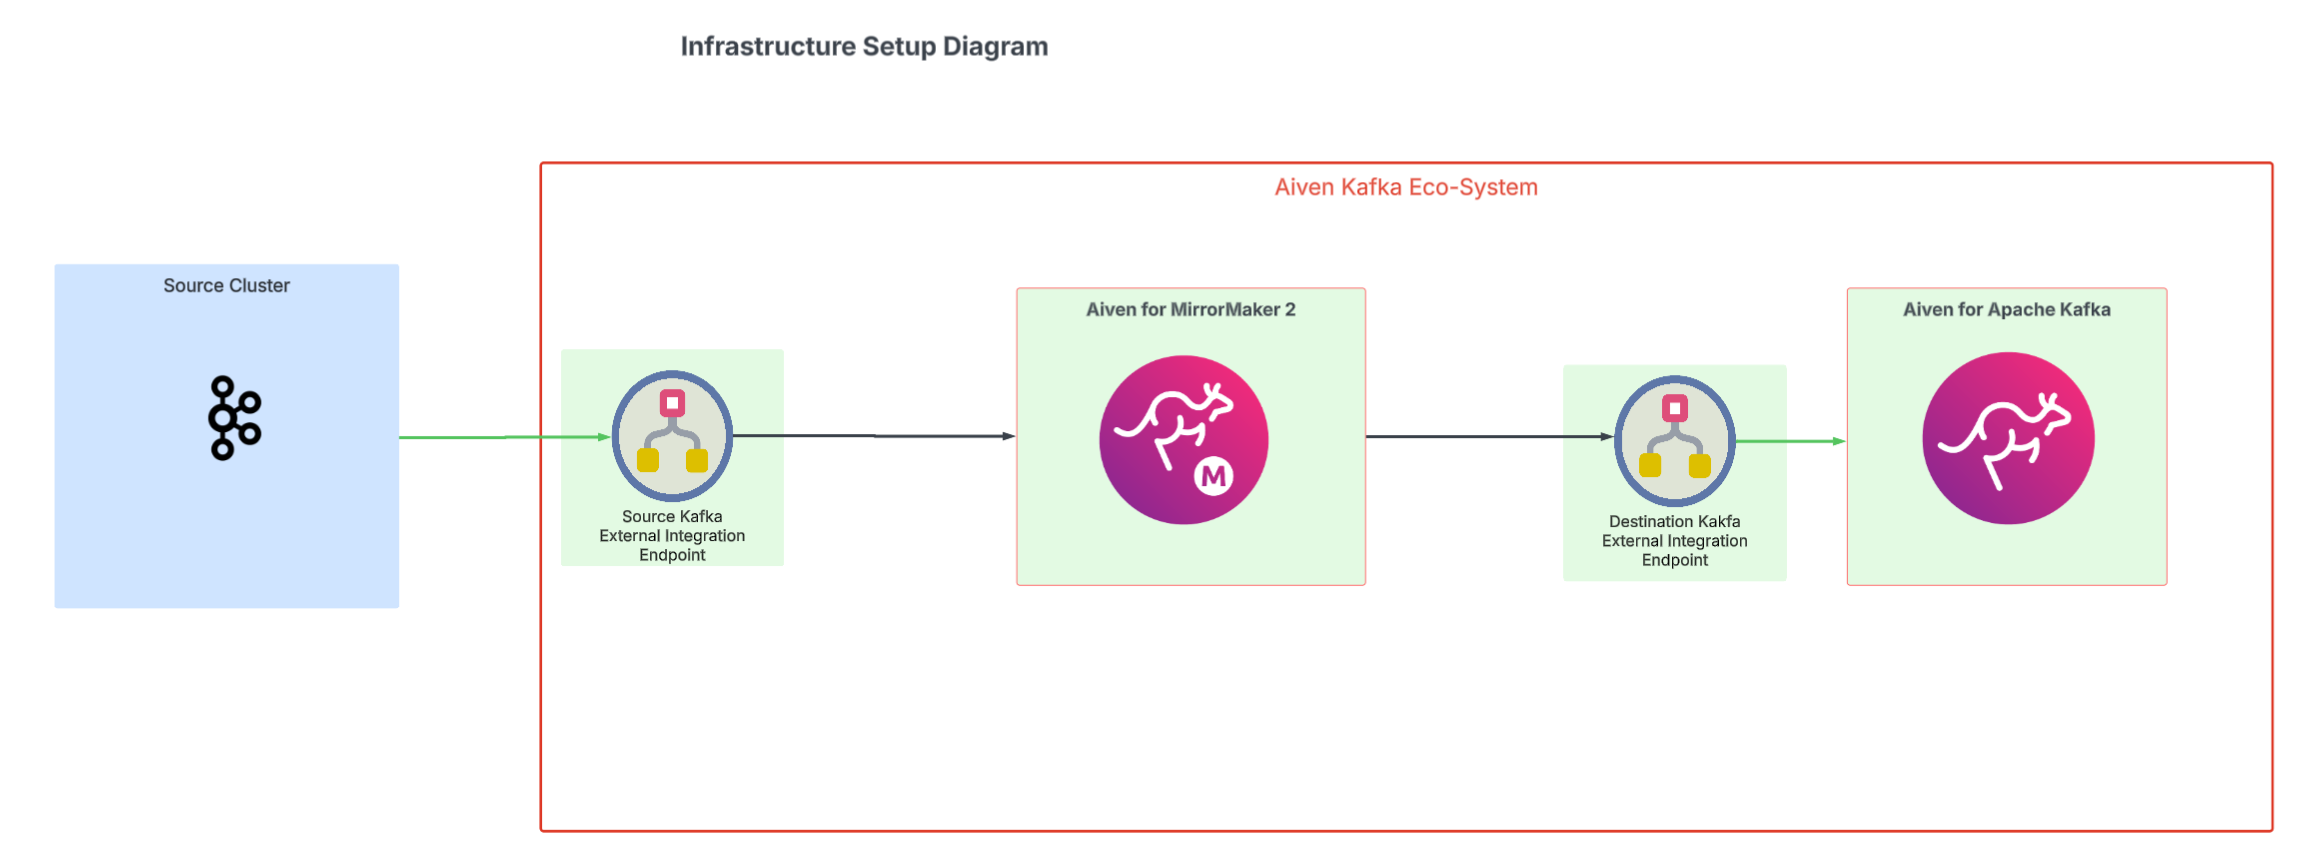 Infrastructure Setup Diagram
Aiven Kafka Eco-System
Source Cluster
Source Kafka
External Integration
Endpoint
Aiven for MirrorMaker 2
M
Destination Kakfa
External Integration
Endpoint
Aiven for Apache Kafka